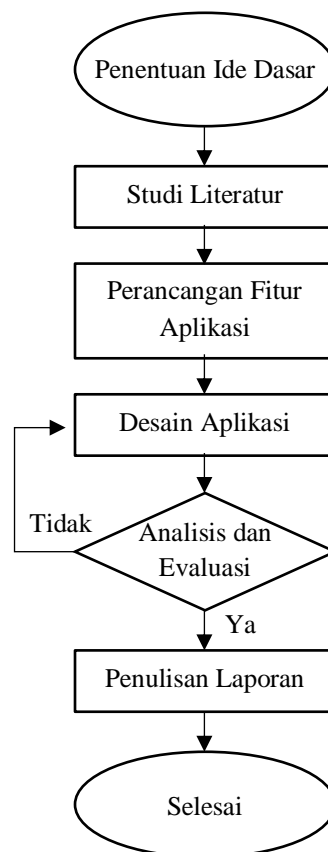 Penentuan Ide Dasar
Studi Literatur
Perancangan Fitur
Aplikasi
Desain Aplikasi
Tidak
Analisis dan
Evaluasi
Ya
Penulisan Laporan
Selesai